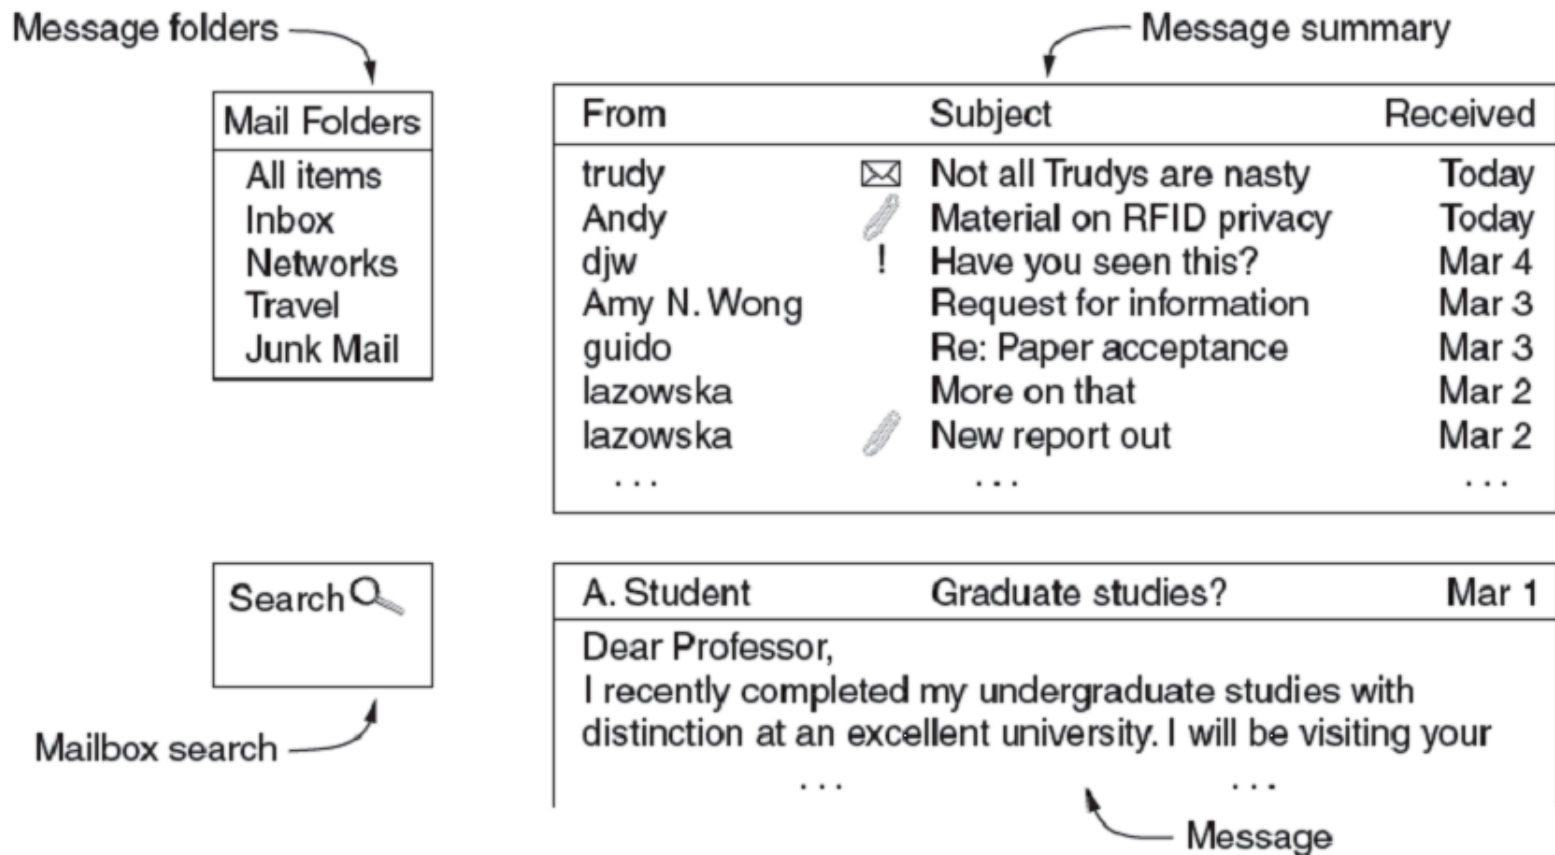 Message folders
Message summary
Mail Folders
All items
Inbox
Networks
Travel
Junk Mail
From Subject Received
trudy Not all Trudys are nasty Today
Andy Material on RFID privacy Today
djw ! Have you seen this? Mar 4
Amy N. Wong Request for information Mar 3
guido Re: Paper acceptance Mar 3
lazowska More on that Mar 2
lazowska New report out Mar 2
. . . . . . . . .
Search
Mailbox search
A. Student Graduate studies? Mar 1
Dear Professor,
I recently completed my undergraduate studies with
distinction at an excellent university. I will be visiting your
. . . . . .
Message